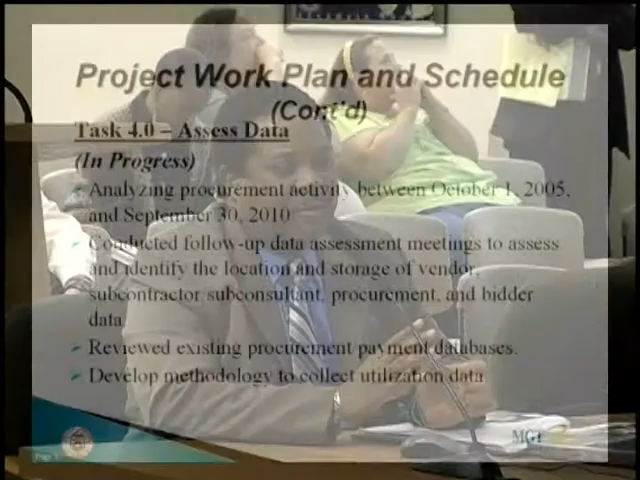 Project Work Plan and Schedule
(Cont'd)
Task 4.0 – Assess Data
(In Progress)
Analyzing procurement activity between October 1, 2005,
and September 30, 2010
Conducted follow-up data assessment meetings to assess
and identify the location and storage of vendor,
subcontractor/subconsultant, procurement, and bidder
data.
Reviewed existing procurement payment databases.
Develop methodology to collect utilization data.